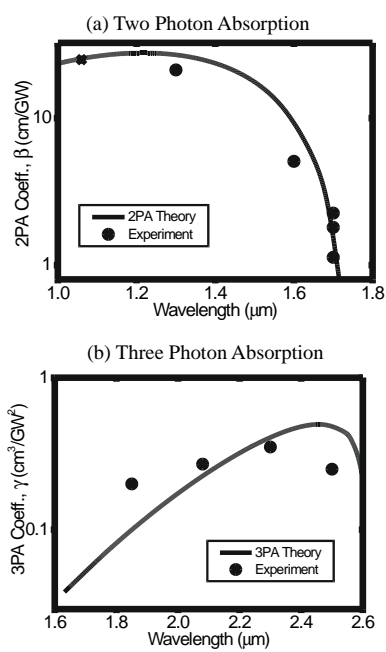 (a) Two Photon Absorption
2PA Coeff., β (cm/GW)
10
1
2PA Theory
Experiment
1.0 1.2 1.4 1.6 1.8
Wavelength (μm)
(b) Three Photon Absorption
3PA Coeff., γ (cm³/GW²)
1
0.1
3PA Theory
Experiment
1.6 1.8 2.0 2.2 2.4 2.6
Wavelength (μm)